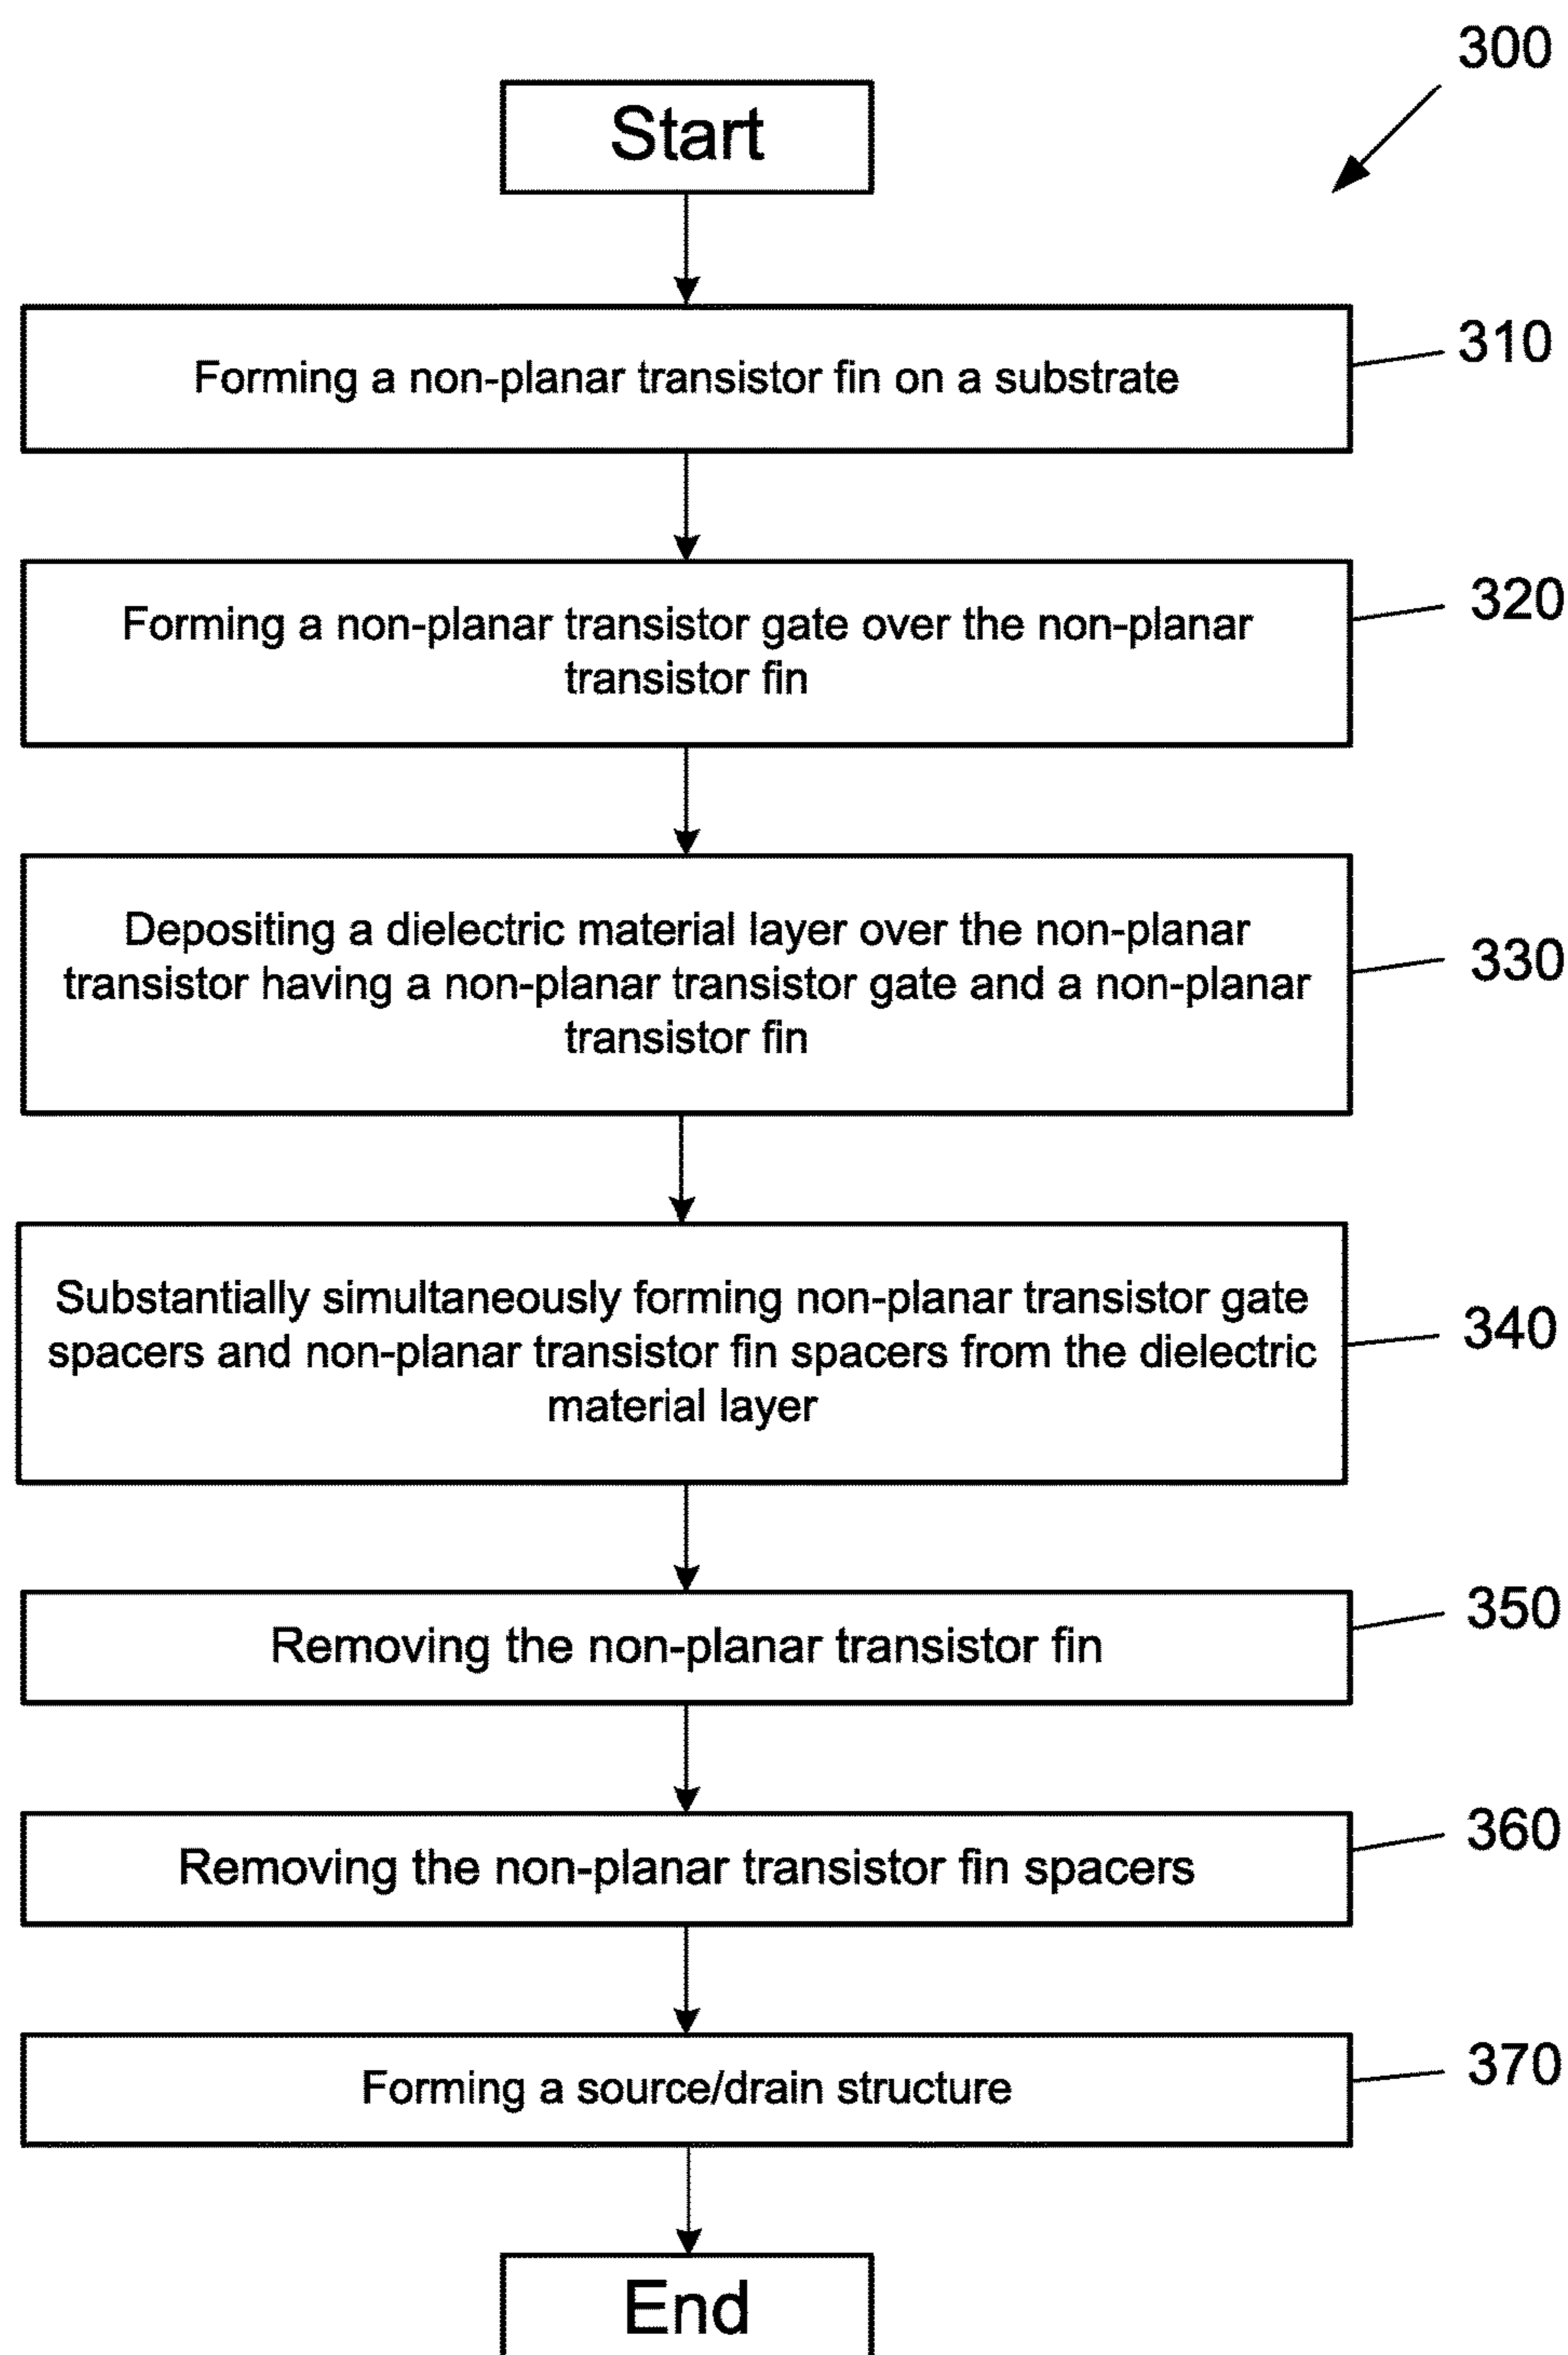 300
Start
310
Forming a non-planar transistor fin on a substrate
320
Forming a non-planar transistor gate over the non-planar
transistor fin
330
Depositing a dielectric material layer over the non-planar
transistor having a non-planar transistor gate and a non-planar
transistor fin
340
Substantially simultaneously forming non-planar transistor gate
spacers and non-planar transistor fin spacers from the dielectric
material layer
350
Removing the non-planar transistor fin
360
Removing the non-planar transistor fin spacers
370
Forming a source/drain structure
End